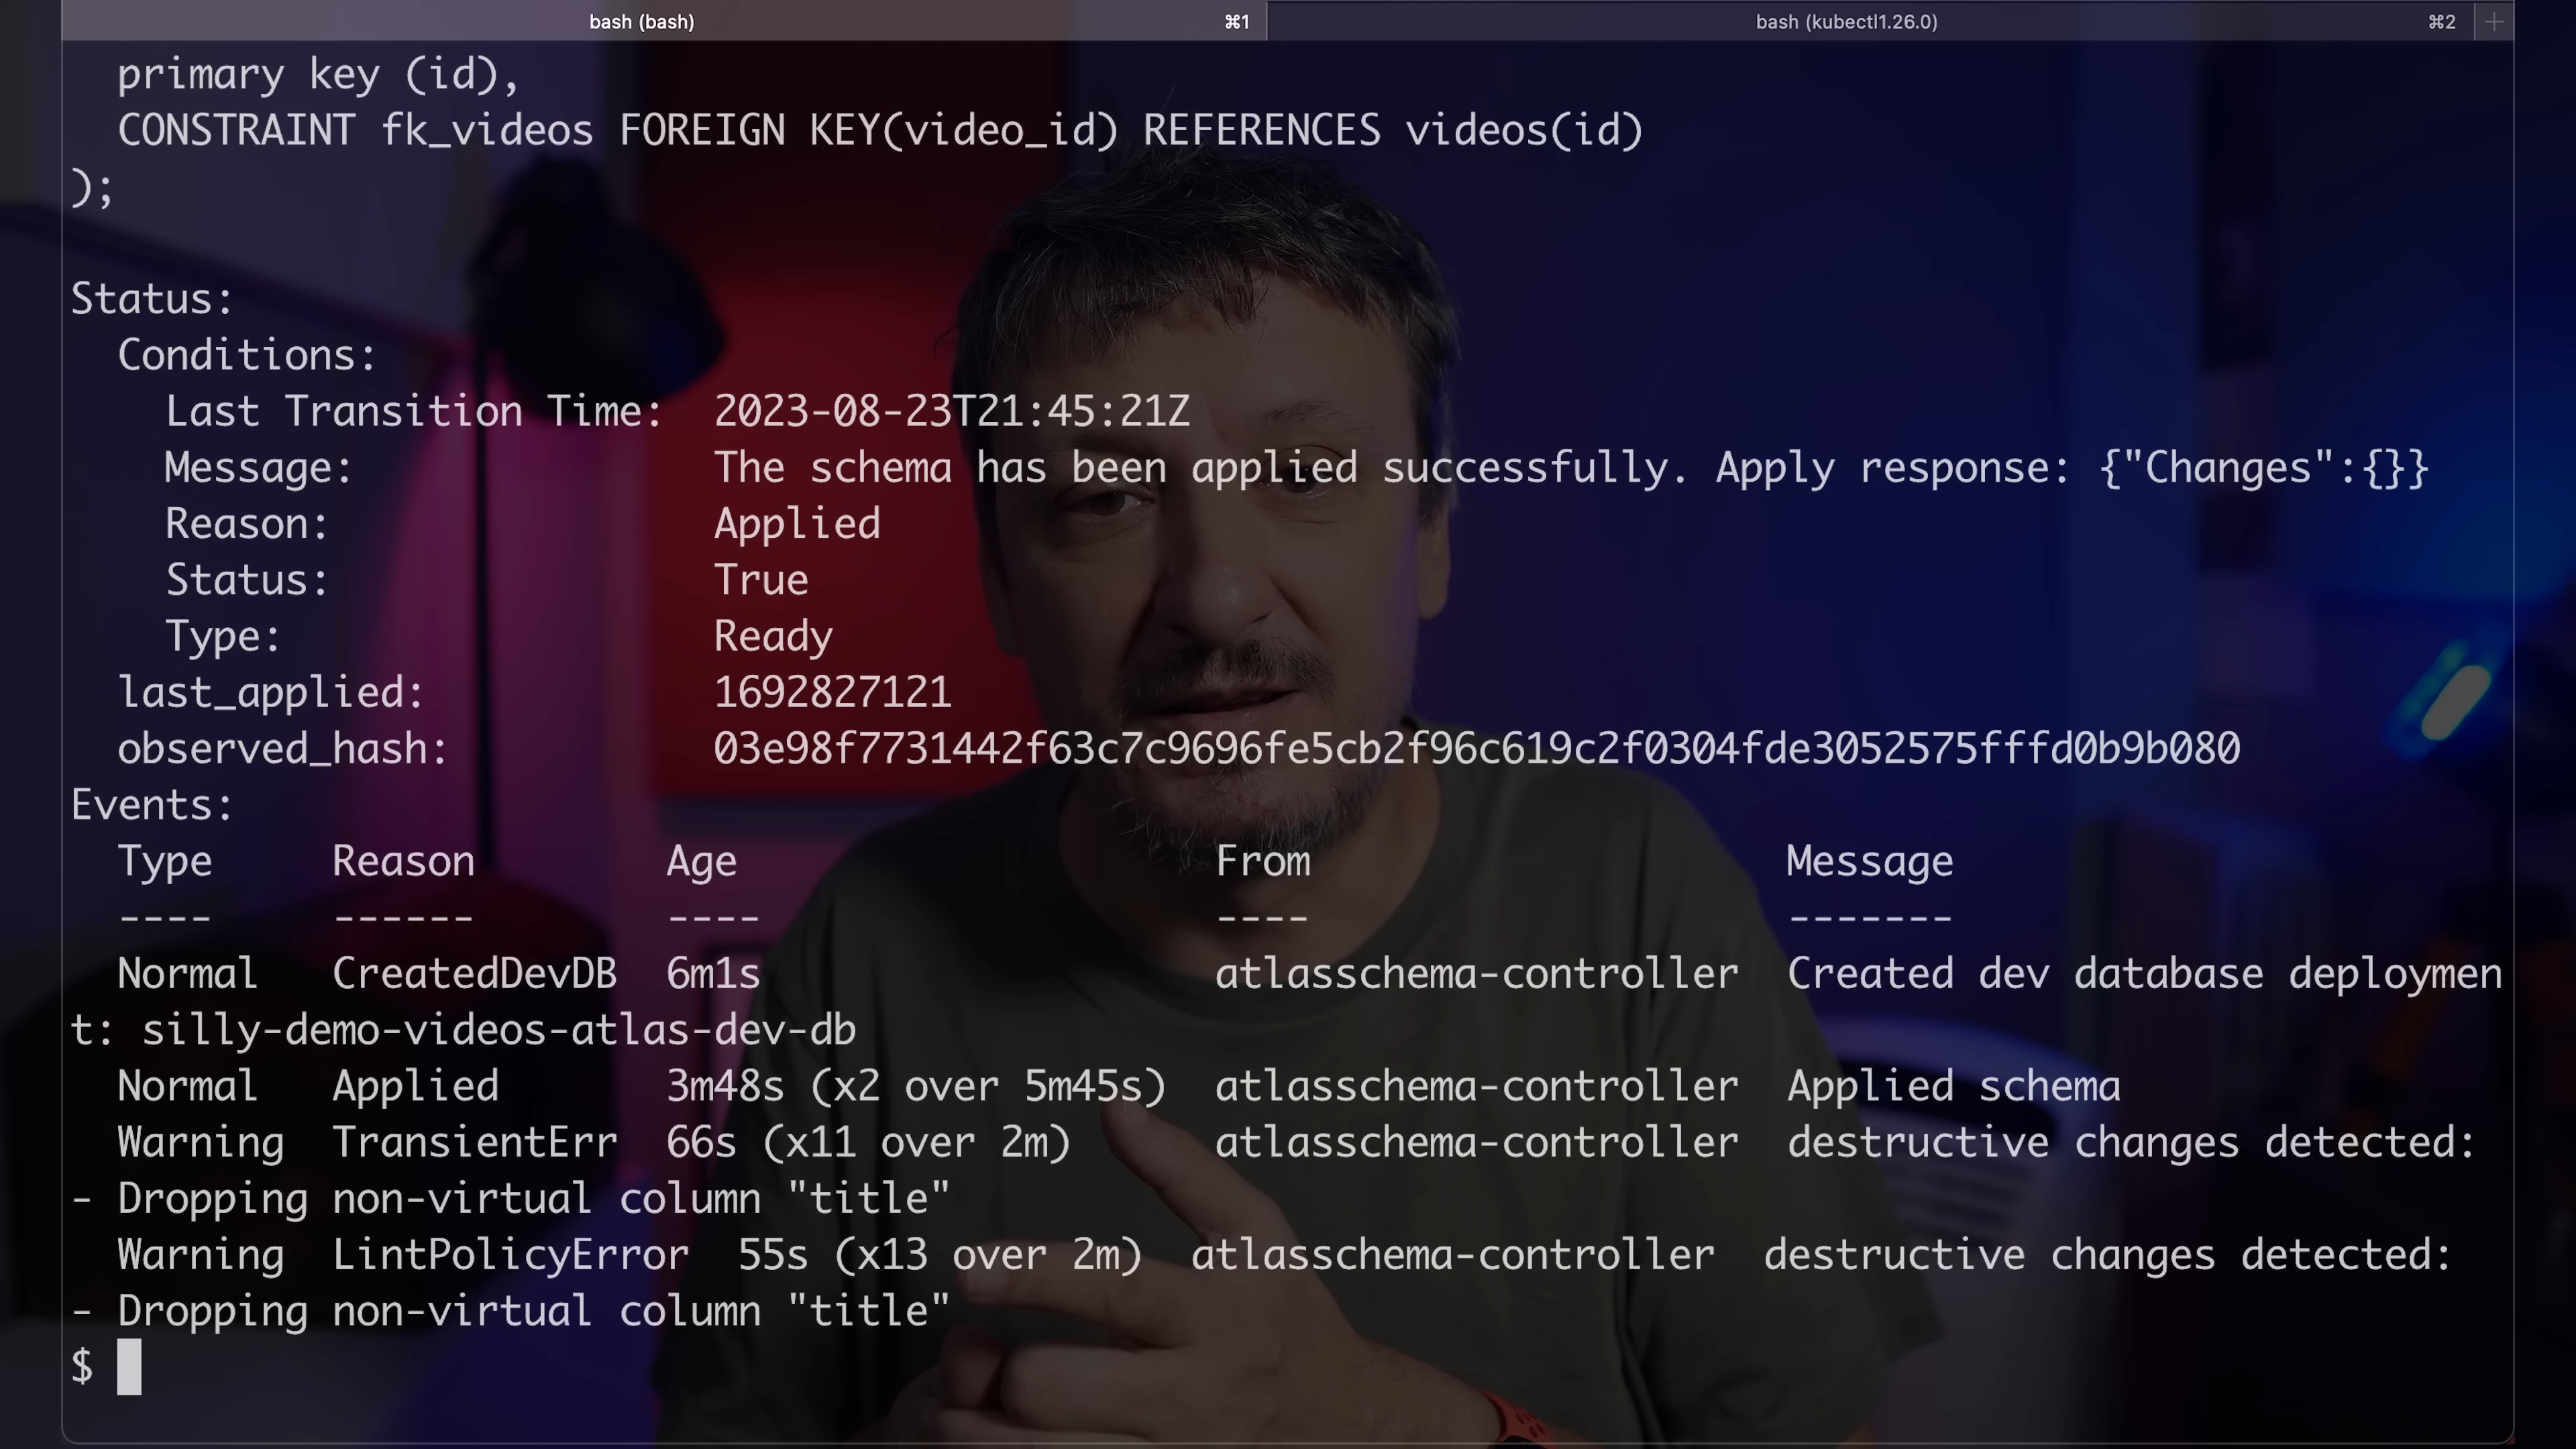 bash (bash) ⌘1 bash (kubectl1.26.0) ⌘2 +
primary key (id),
CONSTRAINT fk_videos FOREIGN KEY(video_id) REFERENCES videos(id)
);
Status:
Conditions:
Last Transition Time: 2023-08-23T21:45:21Z
Message: The schema has been applied successfully. Apply response: {"Changes":{}}
Reason: Applied
Status: True
Type: Ready
last_applied: 1692827121
observed_hash: 03e98f7731442f63c7c9696fe5cb2f96c619c2f0304fde3052575fffd0b9b080
Events:
Type Reason Age From Message
---- ------ ---- ---- -------
Normal CreatedDevDB 6m1s atlasschema-controller Created dev database deploymen
t: silly-demo-videos-atlas-dev-db
Normal Applied 3m48s (x2 over 5m45s) atlasschema-controller Applied schema
Warning TransientErr 66s (x11 over 2m) atlasschema-controller destructive changes detected:
- Dropping non-virtual column "title"
Warning LintPolicyError 55s (x13 over 2m) atlasschema-controller destructive changes detected:
- Dropping non-virtual column "title"
$